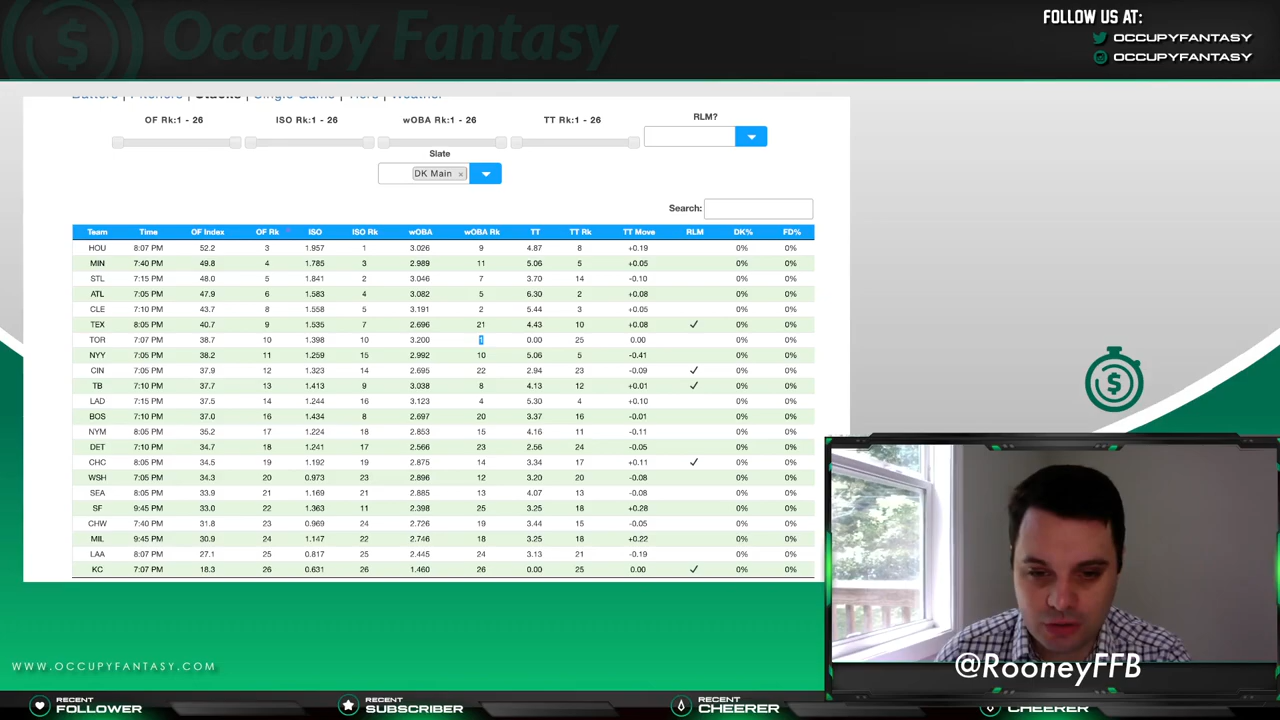 Occupy Fantasy
FOLLOW US AT:
OCCUPYFANTASY
OCCUPYFANTASY
Batters | Pitchers | Stacks | Single Game | Tiers | Weather
OF Rk:1 - 26 ISO Rk:1 - 26 wOBA Rk:1 - 26 TT Rk:1 - 26 RLM?
Slate
DK Main ×
Search:
Team Time OF Index OF Rk ISO ISO Rk wOBA wOBA Rk TT TT Rk TT Move RLM DK% FD%
HOU 8:07 PM 52.2 3 1.957 1 3.026 9 4.87 8 +0.19 0% 0%
MIN 7:40 PM 49.8 4 1.785 3 2.989 11 5.06 5 +0.05 0% 0%
STL 7:15 PM 48.0 5 1.841 2 3.046 7 3.70 14 -0.10 0% 0%
ATL 7:05 PM 47.9 6 1.583 4 3.082 5 6.30 2 +0.08 0% 0%
CLE 7:10 PM 43.7 8 1.558 5 3.191 2 5.44 3 +0.05 0% 0%
TEX 8:05 PM 40.7 9 1.535 7 2.696 21 4.43 10 +0.08 ✓ 0% 0%
TOR 7:07 PM 38.7 10 1.398 10 3.200 1 0.00 25 0.00 0% 0%
NYY 7:05 PM 38.2 11 1.259 15 2.992 10 5.06 5 -0.41 0% 0%
CIN 7:05 PM 37.9 12 1.323 14 2.695 22 2.94 23 -0.09 ✓ 0% 0%
TB 7:10 PM 37.7 13 1.413 9 3.038 8 4.13 12 +0.01 ✓ 0% 0%
LAD 7:15 PM 37.5 14 1.244 16 3.123 4 5.30 4 +0.10 0% 0%
BOS 7:10 PM 37.0 16 1.434 8 2.697 20 3.37 16 -0.01 0% 0%
NYM 8:05 PM 35.2 17 1.224 18 2.853 15 4.16 11 -0.11 0% 0%
DET 7:10 PM 34.7 18 1.241 17 2.566 23 2.56 24 -0.05 0% 0%
CHC 8:05 PM 34.5 19 1.192 19 2.875 14 3.34 17 +0.11 ✓ 0% 0%
WSH 7:05 PM 34.3 20 0.973 23 2.896 12 3.20 20 -0.08 0% 0%
SEA 8:05 PM 33.9 21 1.169 21 2.885 13 4.07 13 -0.08 0% 0%
SF 9:45 PM 33.0 22 1.363 11 2.398 25 3.25 18 +0.28 0% 0%
CHW 7:40 PM 31.8 23 0.969 24 2.726 19 3.44 15 -0.05 0% 0%
MIL 9:45 PM 30.9 24 1.147 22 2.746 18 3.25 18 +0.22 0% 0%
LAA 8:07 PM 27.1 25 0.817 25 2.445 24 3.13 21 -0.19 0% 0%
KC 7:07 PM 18.3 26 0.631 26 1.460 26 0.00 25 0.00 ✓ 0% 0%
WWW.OCCUPYFANTASY.COM
@RooneyFFB
RECENT
FOLLOWER
RECENT
SUBSCRIBER
RECENT
CHEERER
RECENT
CHEERER